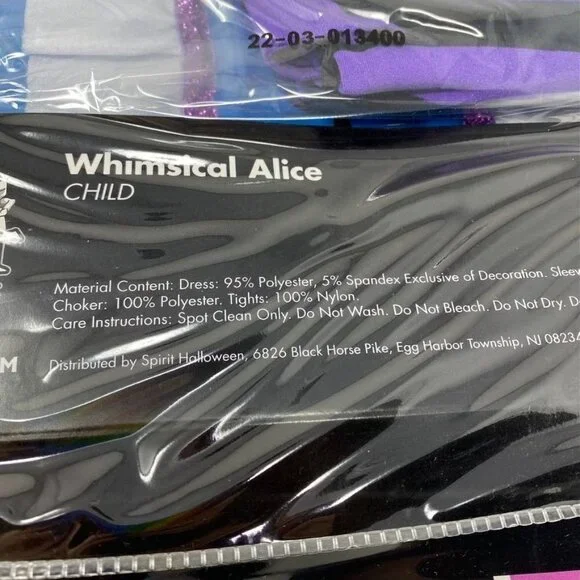 22-03-013400
Whimsical Alice
CHILD
Material Content: Dress: 95% Polyester, 5% Spandex Exclusive of Decoration. Sleev
Choker: 100% Polyester. Tights: 100% Nylon.
Care Instructions: Spot Clean Only. Do Not Wash. Do Not Bleach. Do Not Dry. D
M
Distributed by Spirit Halloween, 6826 Black Horse Pike, Egg Harbor Township, NJ 08234